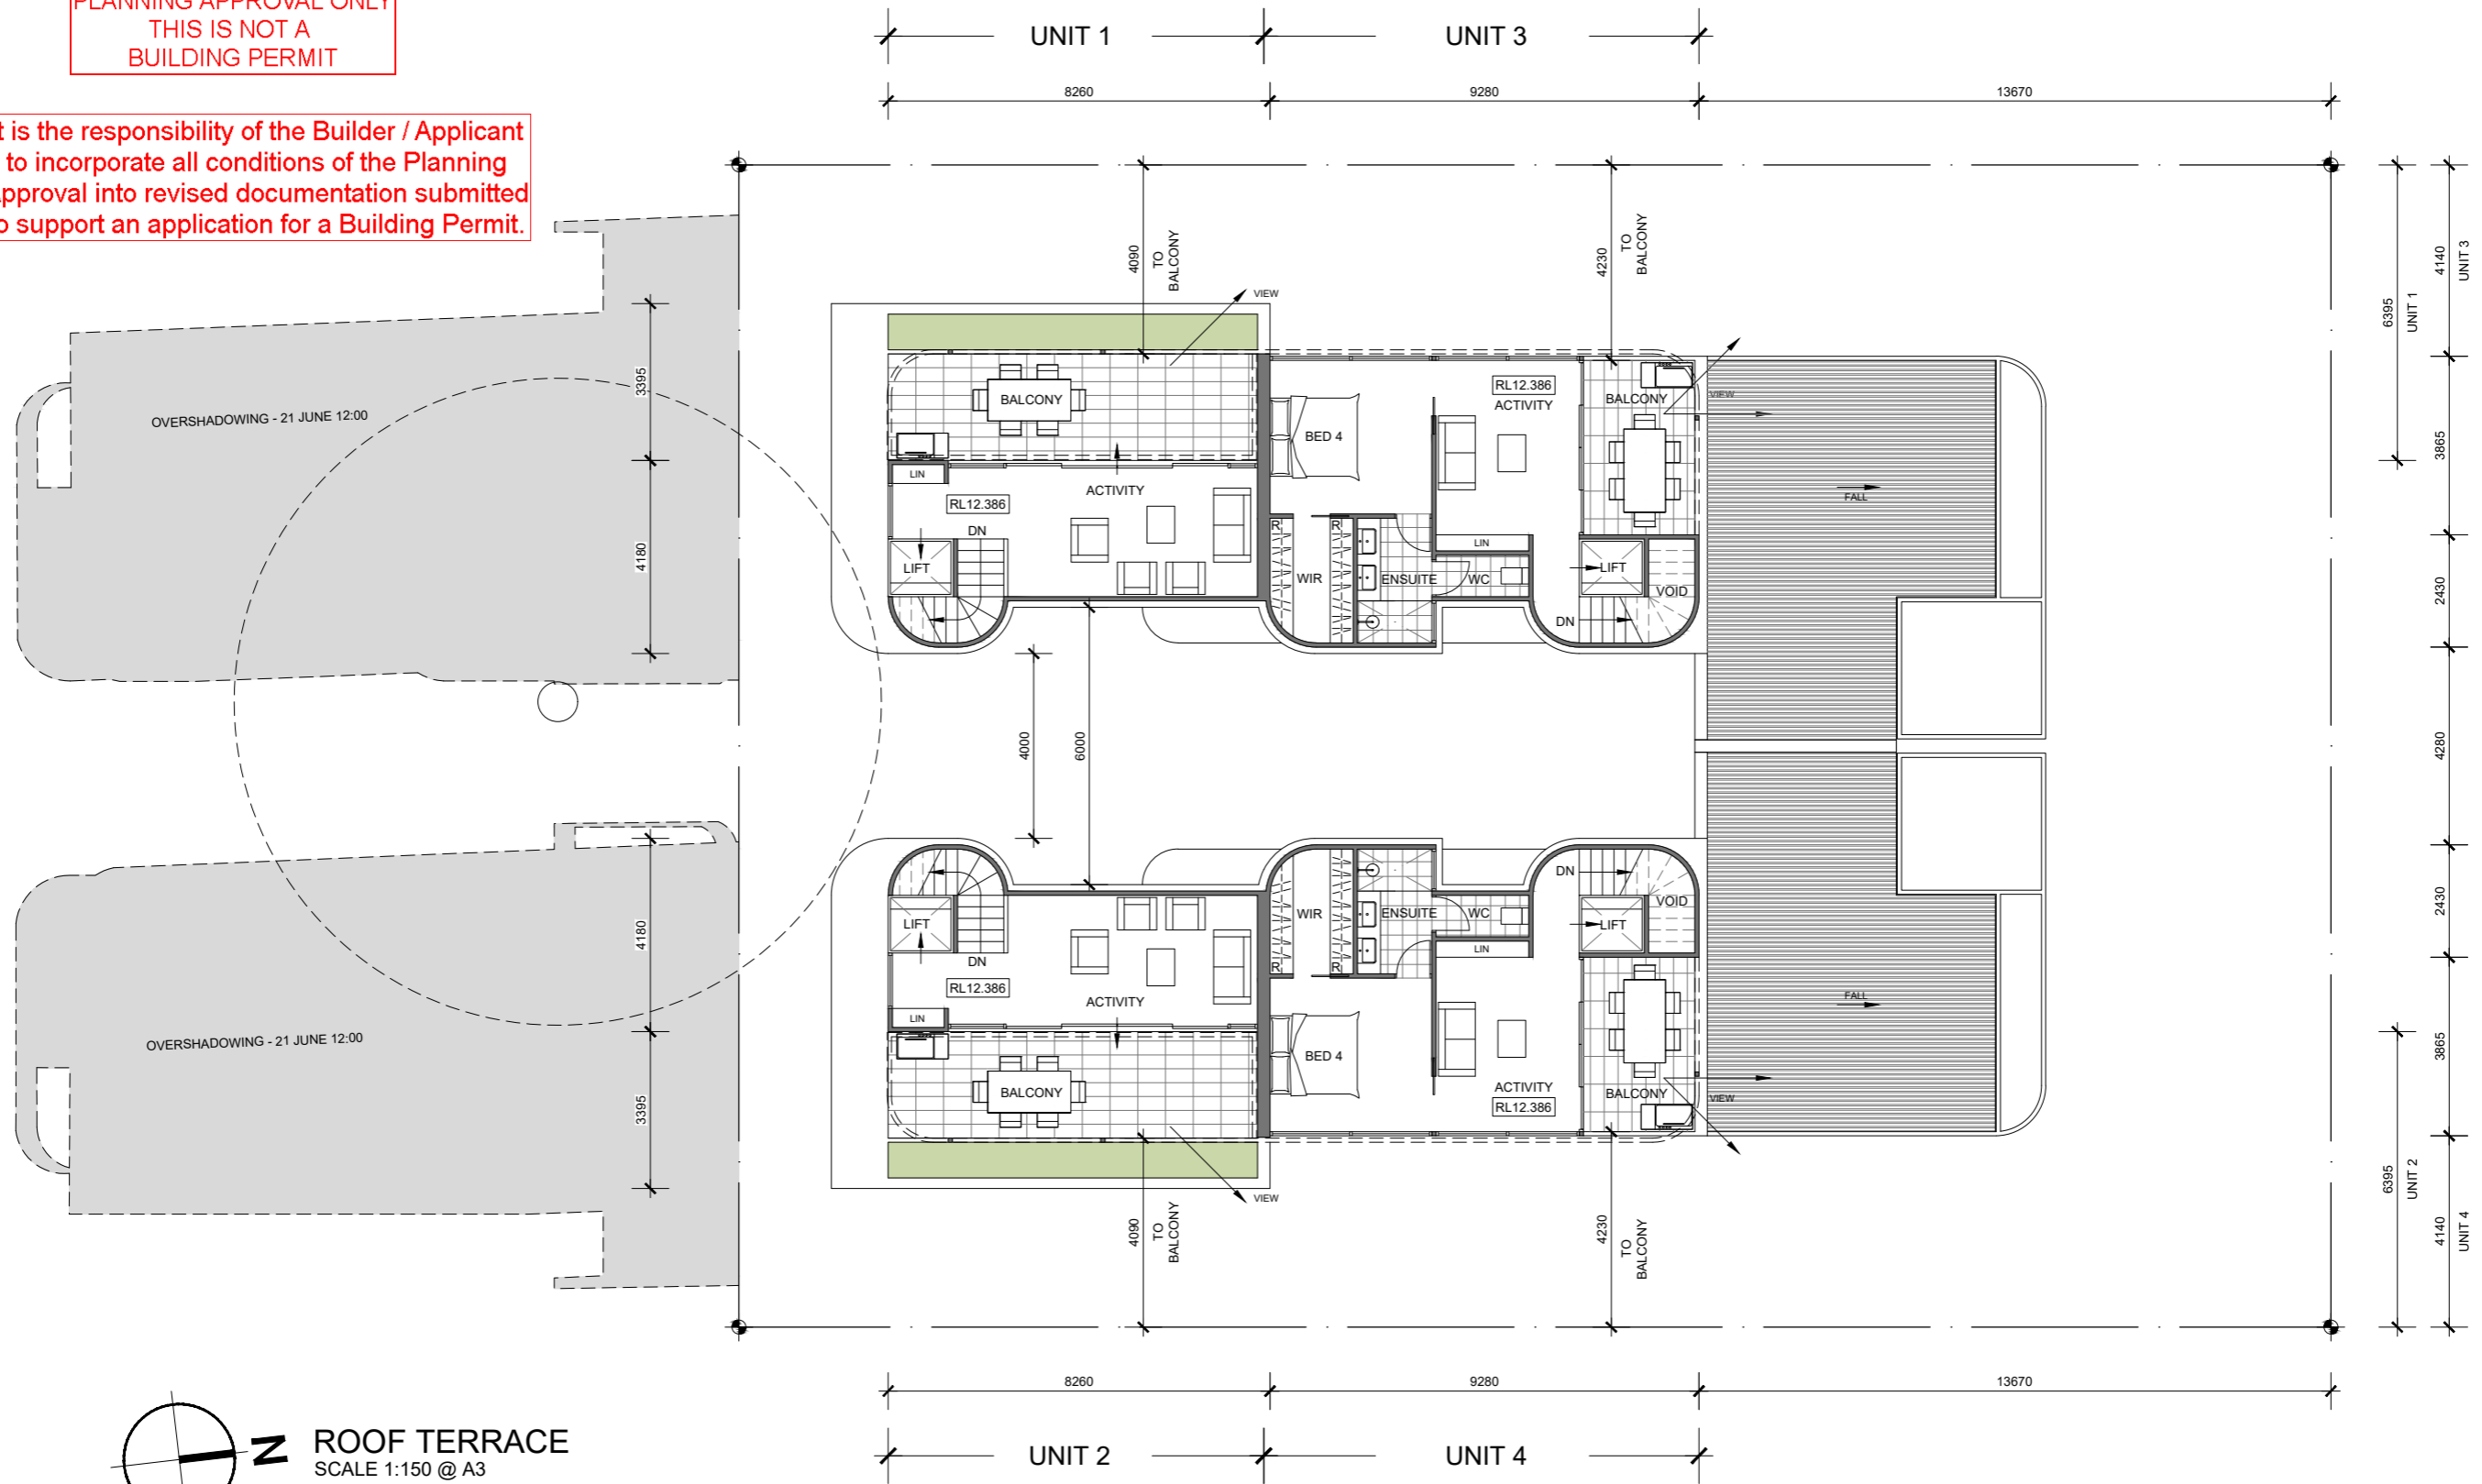 PLANNING APPROVAL ONLY
THIS IS NOT A
BUILDING PERMIT
t is the responsibility of the Builder / Applicant
to incorporate all conditions of the Planning
Approval into revised documentation submitted
to support an application for a Building Permit.
UNIT 1
UNIT 3
8260
9280
13670
4090
TO
BALCONY
4230
TO
BALCONY
4140
UNIT 3
6395
UNIT 1
3865
2430
4280
2430
3865
6395
UNIT 2
4140
UNIT 4
OVERSHADOWING - 21 JUNE 12:00
3395
4180
VIEW
BALCONY
LIN
ACTIVITY
RL12.386
DN
LIFT
BED 4
RL12.386
ACTIVITY
BALCONY
VIEW
FALL
R
R
LIN
WIR
ENSUITE
WC
LIFT
VOID
DN
4000
6000
DN
WIR
ENSUITE
WC
VOID
LIFT
LIFT
LIN
R
R
DN
RL12.386
ACTIVITY
LIN
BALCONY
BED 4
ACTIVITY
RL12.386
BALCONY
VIEW
FALL
VIEW
4180
3395
OVERSHADOWING - 21 JUNE 12:00
4090
TO
BALCONY
4230
TO
BALCONY
8260
9280
13670
UNIT 2
UNIT 4
N
ROOF TERRACE
SCALE 1:150 @ A3